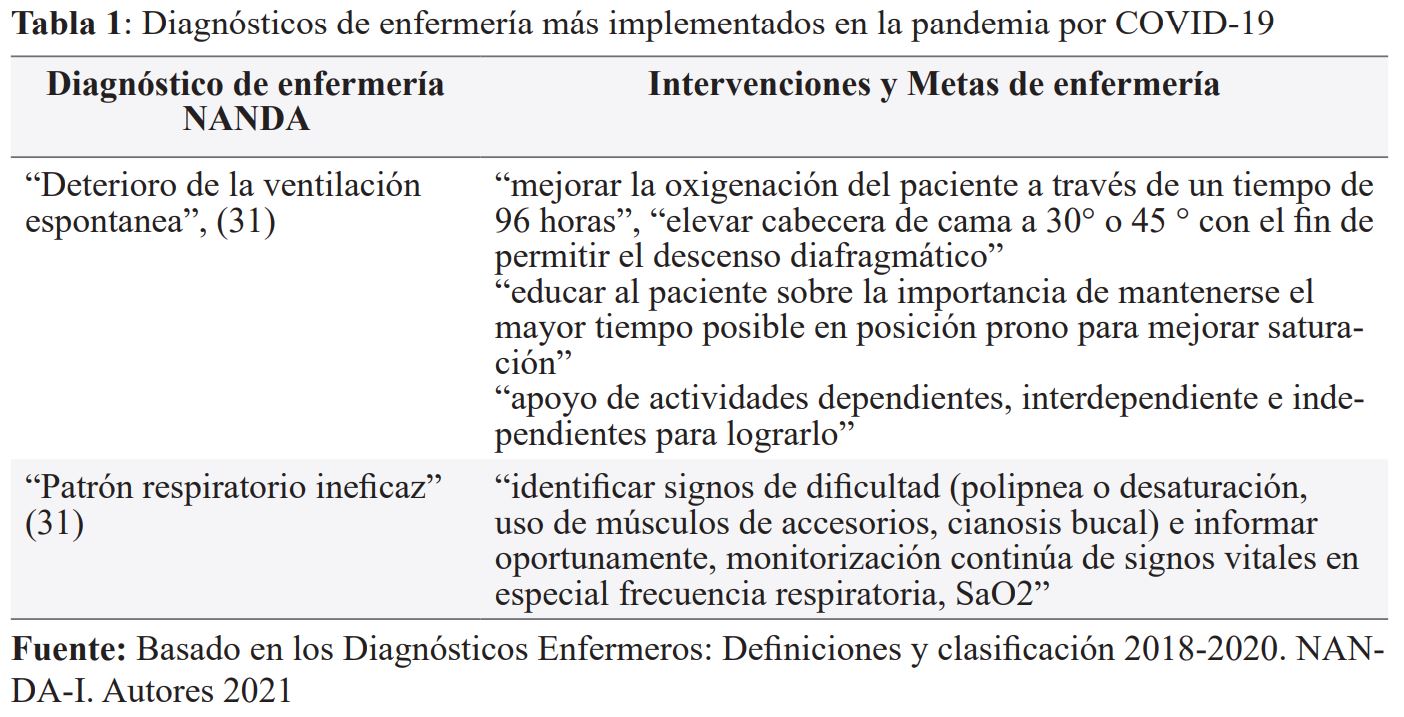 Tabla 1: Diagnósticos de enfermería más implementados en la pandemia por COVID-19
Diagnóstico de enfermería
NANDA
Intervenciones y Metas de enfermería
“Deterioro de la ventilación
espontanea”, (31)
“mejorar la oxigenación del paciente a través de un tiempo de
96 horas”, “elevar cabecera de cama a 30° o 45 ° con el fin de
permitir el descenso diafragmático”
“educar al paciente sobre la importancia de mantenerse el
mayor tiempo posible en posición prono para mejorar satura-
ción”
“apoyo de actividades dependientes, interdependiente e inde-
pendientes para lograrlo”
“Patrón respiratorio ineficaz”
(31)
“identificar signos de dificultad (polipnea o desaturación,
uso de músculos de accesorios, cianosis bucal) e informar
oportunamente, monitorización continúa de signos vitales en
especial frecuencia respiratoria, SaO2”
Fuente: Basado en los Diagnósticos Enfermeros: Definiciones y clasificación 2018-2020. NAN-
DA-I. Autores 2021